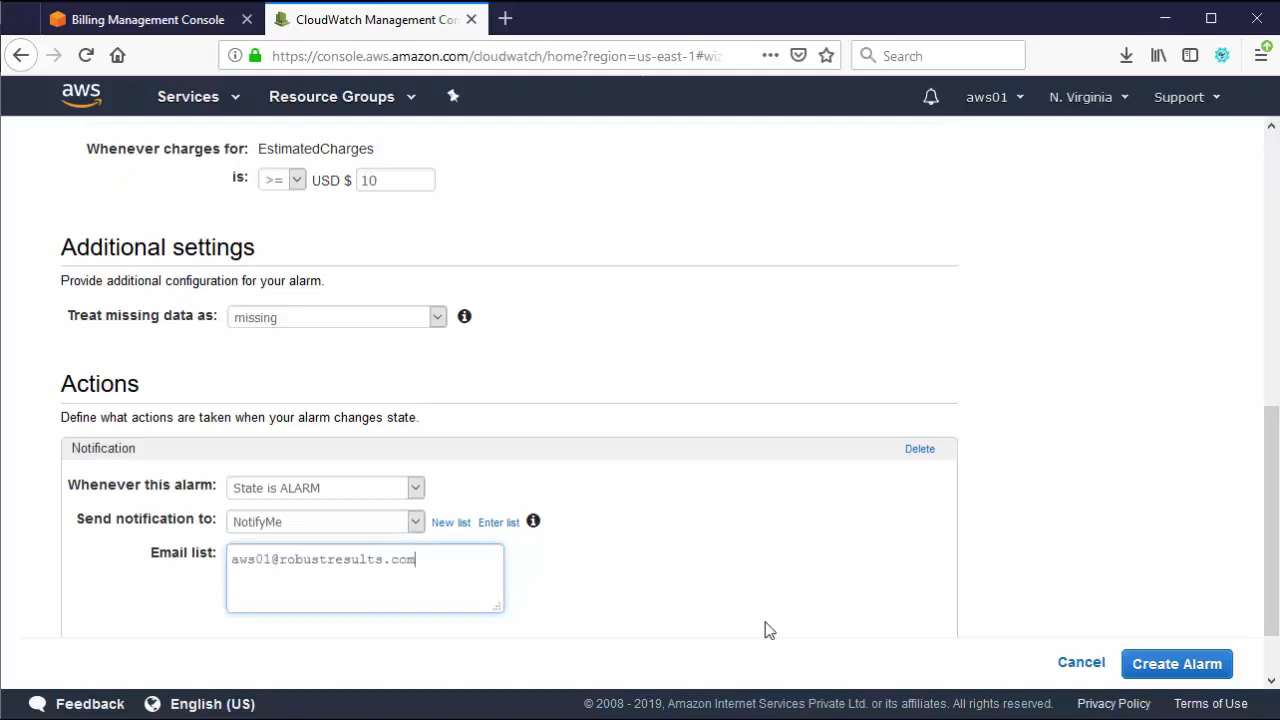 Billing Management Console
CloudWatch Management Con
https://console.aws.amazon.com/cloudwatch/home?region=us-east-1#wiz
Search
aws
Services
Resource Groups
aws01
N. Virginia
Support
Whenever charges for: EstimatedCharges
is: >= USD $ 10
Additional settings
Provide additional configuration for your alarm.
Treat missing data as: missing
Actions
Define what actions are taken when your alarm changes state.
Notification
Delete
Whenever this alarm: State is ALARM
Send notification to: NotifyMe New list Enter list
Email list: aws01@robustresults.com
Cancel
Create Alarm
Feedback
English (US)
© 2008 - 2019, Amazon Internet Services Private Ltd. or its affiliates. All rights reserved.
Privacy Policy
Terms of Use